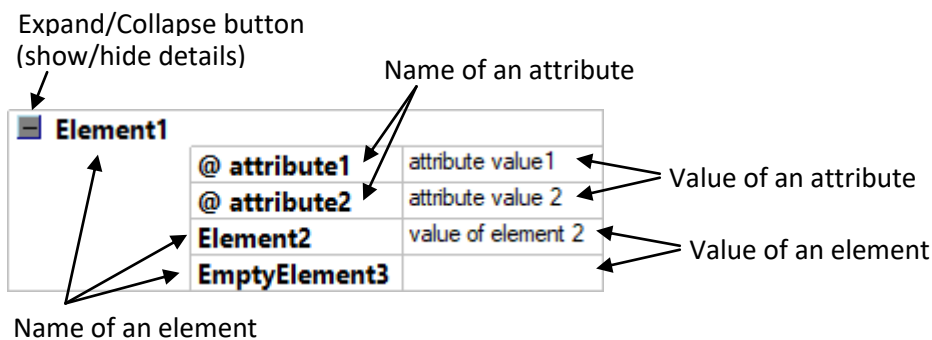 Expand/Collapse button
(show/hide details)
Name of an attribute
Element1
@ attribute1 attribute value1
@ attribute2 attribute value 2
Value of an attribute
Element2 value of element 2
Value of an element
EmptyElement3
Name of an element